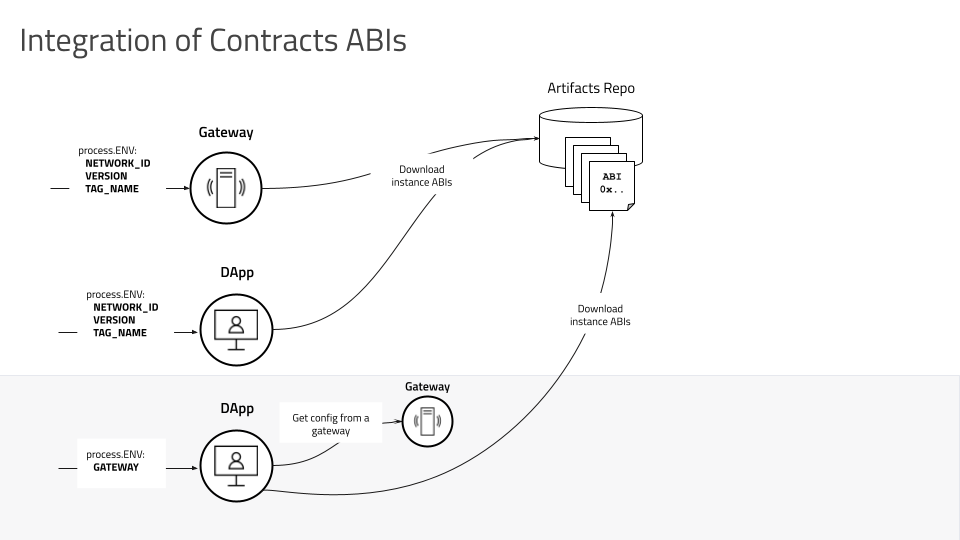 Integration of Contracts ABIs
Artifacts Repo
Gateway
process.ENV:
NETWORK_ID
VERSION
TAG_NAME
Download
instance ABIs
ABI
0x..
DApp
process.ENV:
NETWORK_ID
VERSION
TAG_NAME
Download
instance ABIs
Gateway
DApp
Get config from a
gateway
process.ENV:
GATEWAY